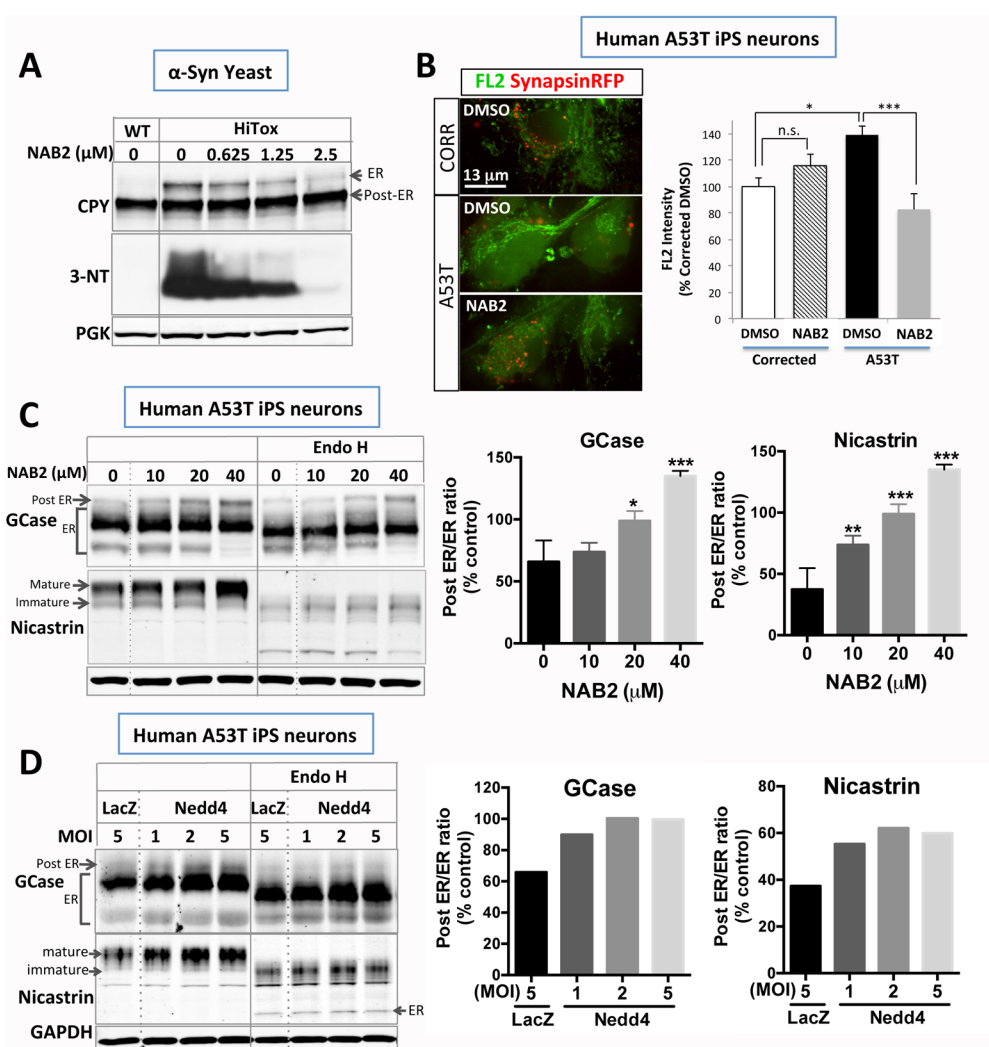 A
α-Syn Yeast
WT
HiTox
NAB2 (μM)
0
0
0.625
1.25
2.5
ER
Post-ER
CPY
3-NT
PGK
Human A53T iPS neurons
B
FL2 SynapsinRFP
CORR
DMSO
13 μm
A53T
DMSO
NAB2
*
***
n.s.
FL2 Intensity
(% Corrected DMSO)
140
120
100
80
60
40
20
0
DMSO NAB2 DMSO NAB2
Corrected
A53T
C
Human A53T iPS neurons
Endo H
NAB2 (μM) 0 10 20 40 0 10 20 40
Post ER
GCase
ER
Mature
Immature
Nicastrin
GCase
Post ER/ER ratio
(% control)
150
100
50
0
*
***
0 10 20 40
NAB2 (μM)
Nicastrin
Post ER/ER ratio
(% control)
150
100
50
0
**
***
***
0 10 20 40
NAB2 (μM)
D
Human A53T iPS neurons
Endo H
LacZ Nedd4 LacZ Nedd4
MOI 5 1 2 5 5 1 2 5
Post ER
GCase
ER
mature
immature
Nicastrin
ER
GAPDH
GCase
Post ER/ER ratio
(% control)
120
100
80
60
40
20
0
(MOI) 5 1 2 5
LacZ Nedd4
Nicastrin
Post ER/ER ratio
(% control)
80
60
40
20
0
(MOI) 5 1 2 5
LacZ Nedd4